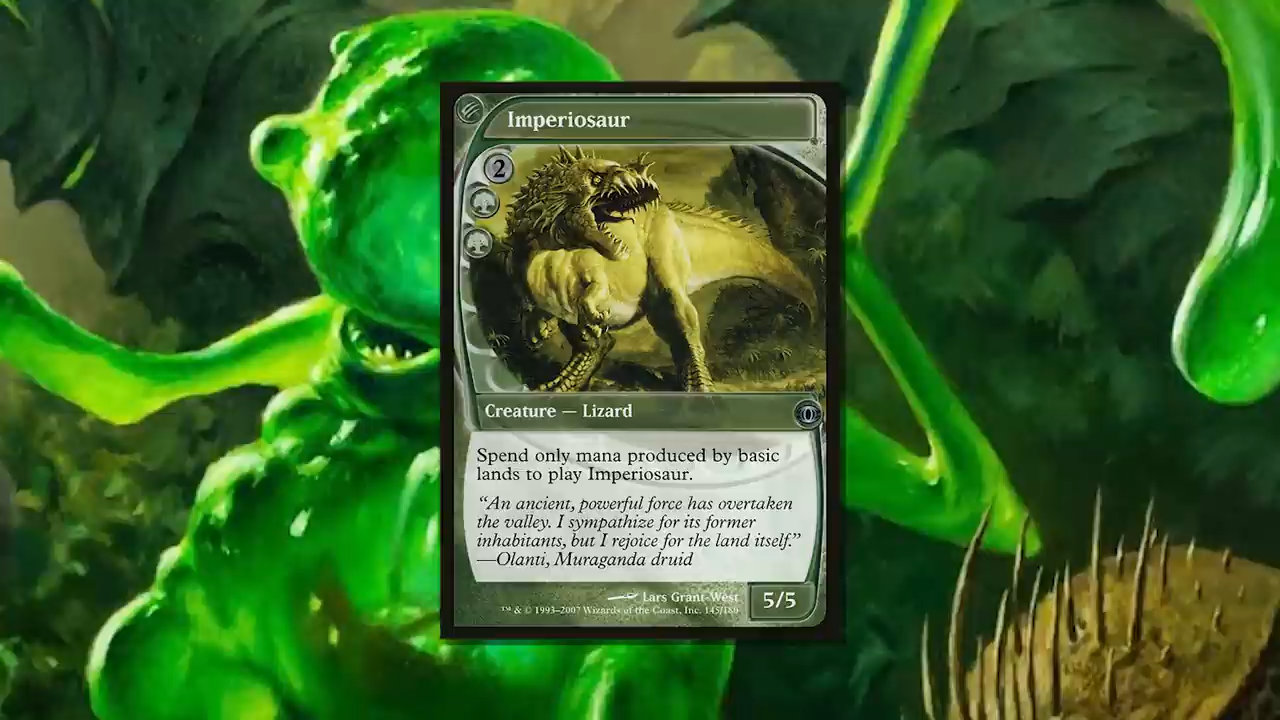 Imperiosaur
2
Creature — Lizard
Spend only mana produced by basic
lands to play Imperiosaur.
“An ancient, powerful force has overtaken
the valley. I sympathize for its former
inhabitants, but I rejoice for the land itself.”
—Olanti, Muraganda druid
Lars Grant-West
™ & © 1993–2007 Wizards of the Coast, Inc. 145/180
5/5